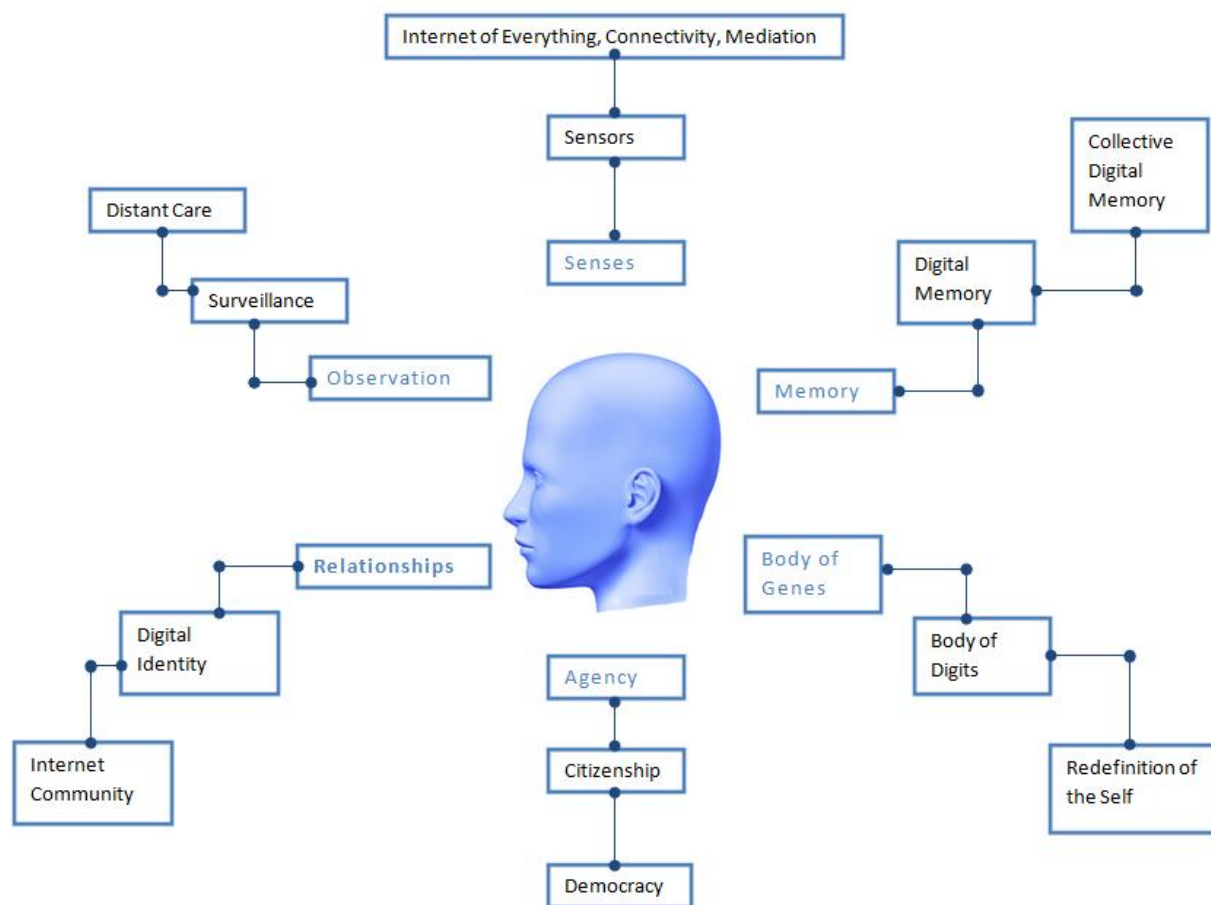 Internet of Everything, Connectivity, Mediation
Sensors
Collective
Digital
Memory
Distant Care
Senses
Digital
Memory
Surveillance
Observation
Memory
Relationships
Body of
Genes
Digital
Identity
Body of
Digits
Agency
Citizenship
Internet
Community
Redefinition of
the Self
Democracy